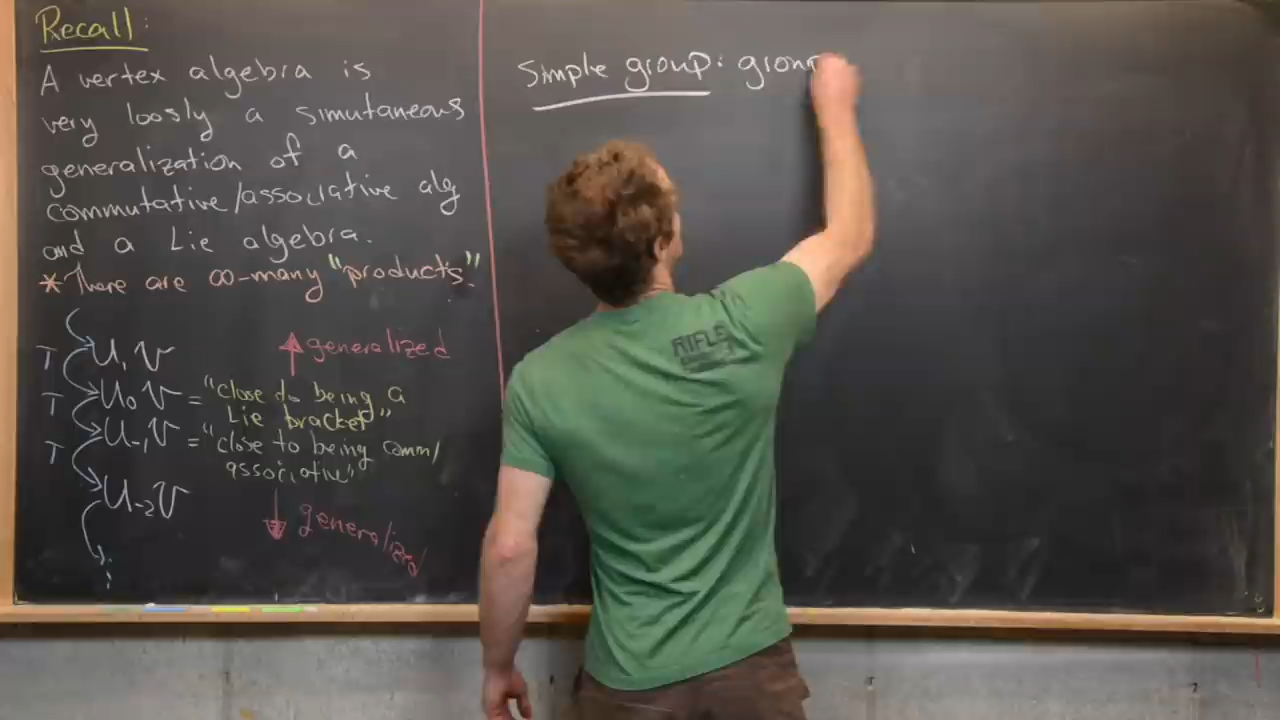 Recall:
A vertex algebra is
very loosly a simutaneous
generalization of a
commutative/associative alg
and a Lie algebra.
*There are ∞-many "products."
T U₁V
↑ generalized
T U₀V = "close to being a
Lie bracket"
T U₋₁V = "close to being comm/
associative"
U₋₂V
↓ generalized
⋮
Simple group: group
RIFLE